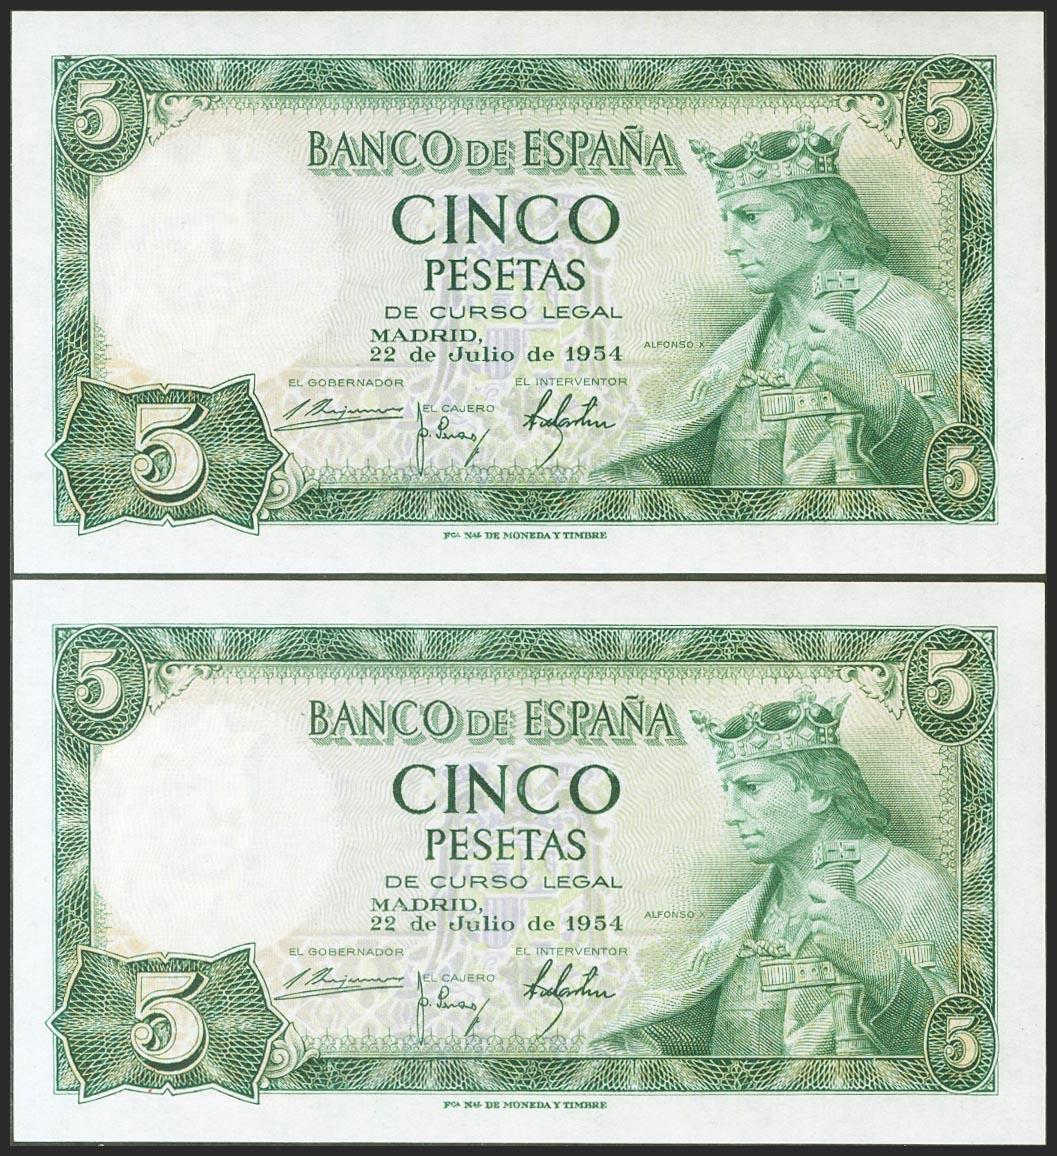 5 5
BANCO DE ESPAÑA
CINCO
PESETAS
DE CURSO LEGAL
MADRID,
22 de Julio de 1954
ALFONSO X
EL GOBERNADOR EL INTERVENTOR
EL CAJERO
5 5
FCA NAL DE MONEDA Y TIMBRE
5 5
BANCO DE ESPAÑA
CINCO
PESETAS
DE CURSO LEGAL
MADRID,
22 de Julio de 1954
ALFONSO X
EL GOBERNADOR EL INTERVENTOR
EL CAJERO
5 5
FCA NAL DE MONEDA Y TIMBRE